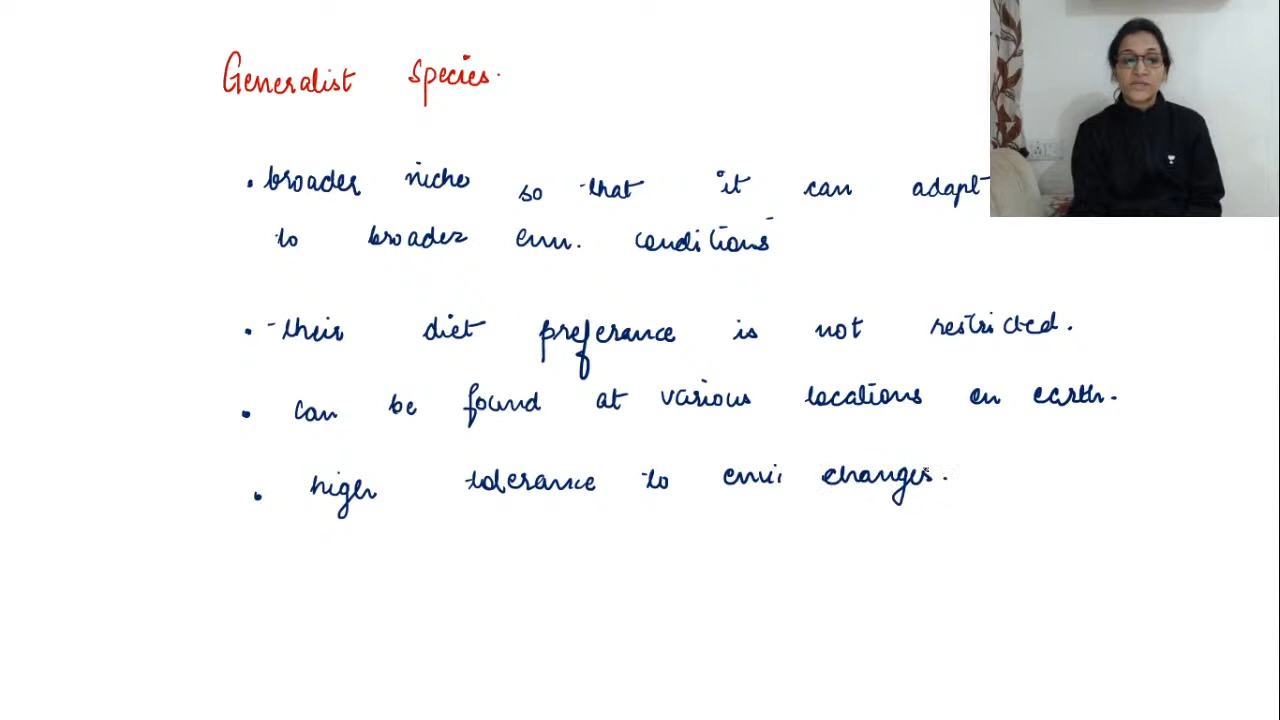 Generalist species.
• broader niche so that it can adapt
to broader env. conditions
• their diet preferance is not restricted.
• can be found at various locations on earth.
• higer tolerance to envi changes.